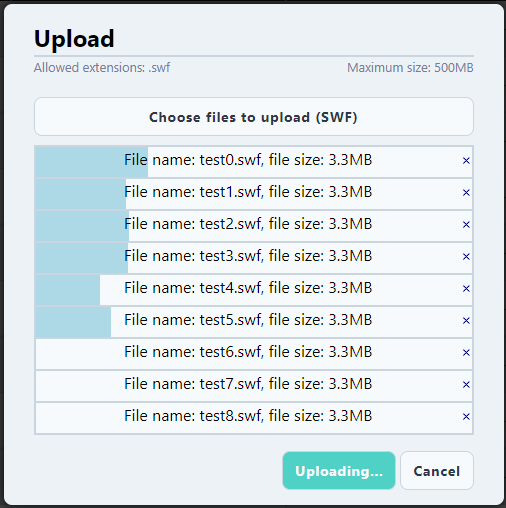 Upload
Allowed extensions: .swf Maximum size: 500MB
Choose files to upload (SWF)
File name: test0.swf, file size: 3.3MB ×
File name: test1.swf, file size: 3.3MB ×
File name: test2.swf, file size: 3.3MB ×
File name: test3.swf, file size: 3.3MB ×
File name: test4.swf, file size: 3.3MB ×
File name: test5.swf, file size: 3.3MB ×
File name: test6.swf, file size: 3.3MB ×
File name: test7.swf, file size: 3.3MB ×
File name: test8.swf, file size: 3.3MB ×
Uploading... Cancel